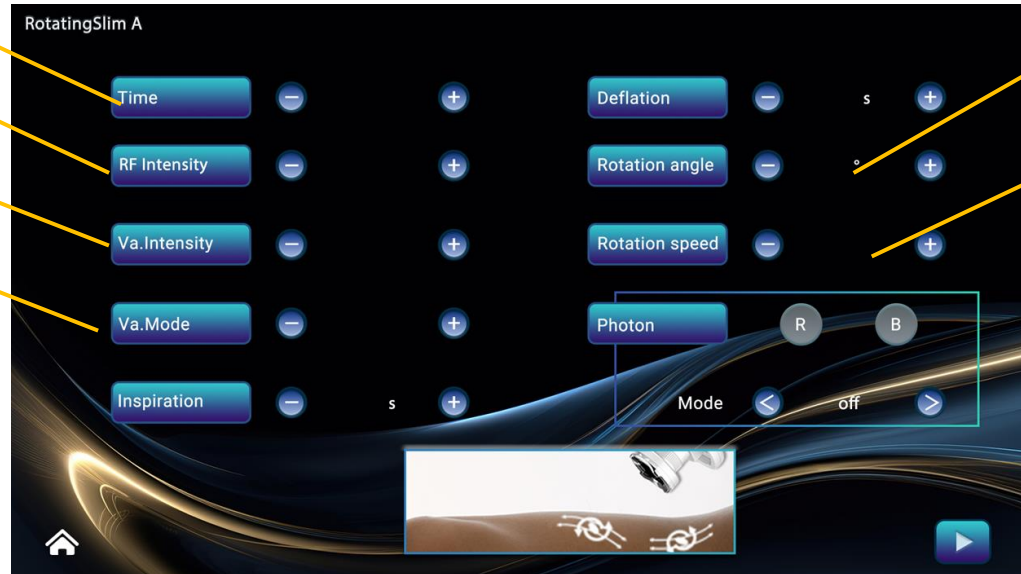 RotatingSlim A
Time
RF Intensity
Va.Intensity
Va.Mode
Inspiration s
Deflation s
Rotation angle °
Rotation speed
Photon R B
Mode off